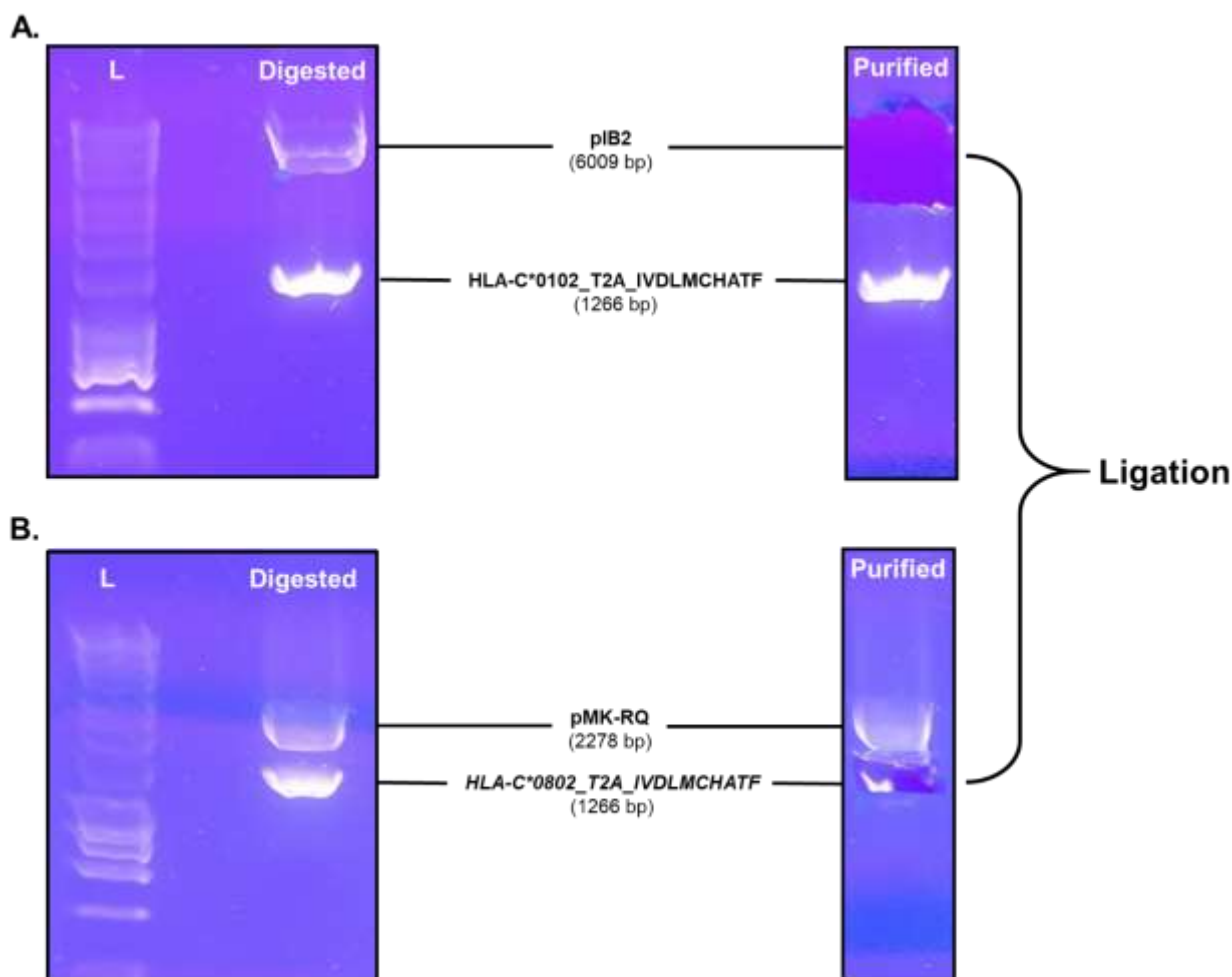 A.
L
Digested
Purified
pIB2
(6009 bp)
HLA-C*0102_T2A_IVDLMCHATF
(1266 bp)
Ligation
B.
L
Digested
Purified
pMK-RQ
(2278 bp)
HLA-C*0802_T2A_IVDLMCHATF
(1266 bp)